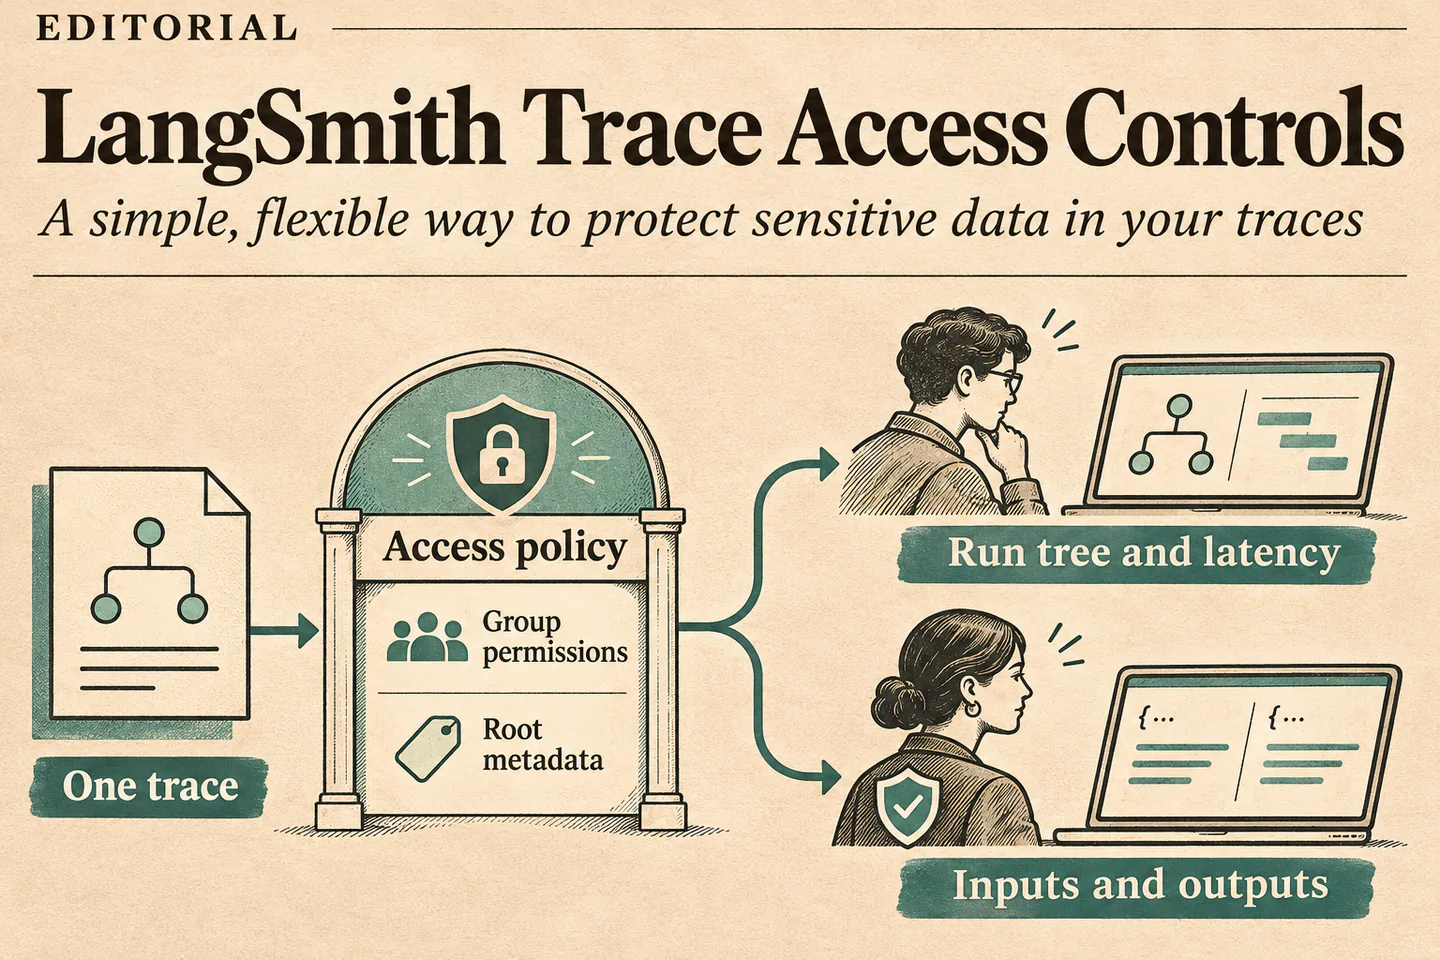 EDITORIAL
LangSmith Trace Access Controls
A simple, flexible way to protect sensitive data in your traces
One trace
Access policy
Group
permissions
Root
metadata
Run tree and latency
{··· {···
Inputs and outputs